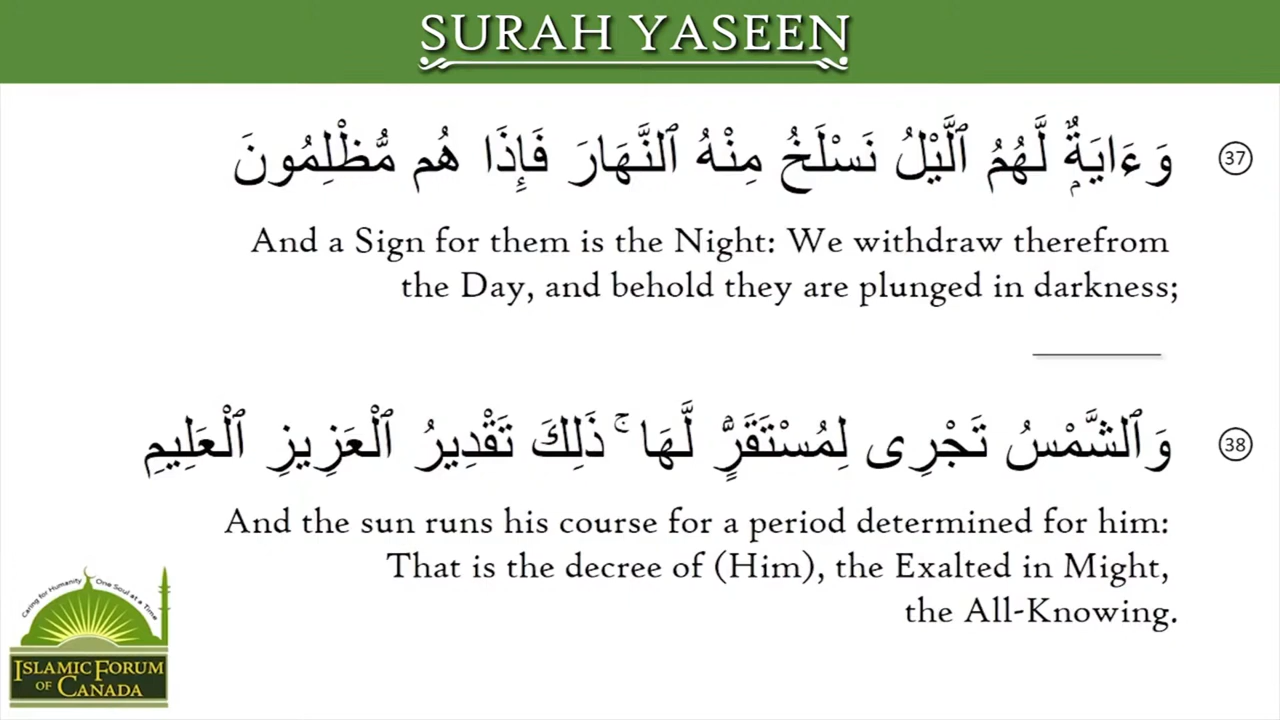 SURAH YASEEN
وَءَايَةٌۭ لَّهُمُ ٱلَّيْلُ نَسْلَخُ مِنْهُ ٱلنَّهَارَ فَإِذَا هُم مُّظْلِمُونَ 37
And a Sign for them is the Night: We withdraw therefrom
the Day, and behold they are plunged in darkness;
وَٱلشَّمْسُ تَجْرِى لِمُسْتَقَرٍّۢ لَّهَا ۚ ذَلِكَ تَقْدِيرُ ٱلْعَزِيزِ ٱلْعَلِيمِ 38
And the sun runs his course for a period determined for him:
That is the decree of (Him), the Exalted in Might,
the All-Knowing.
Caring for Humanity One Soul at a Time
ISLAMIC FORUM
OF CANADA